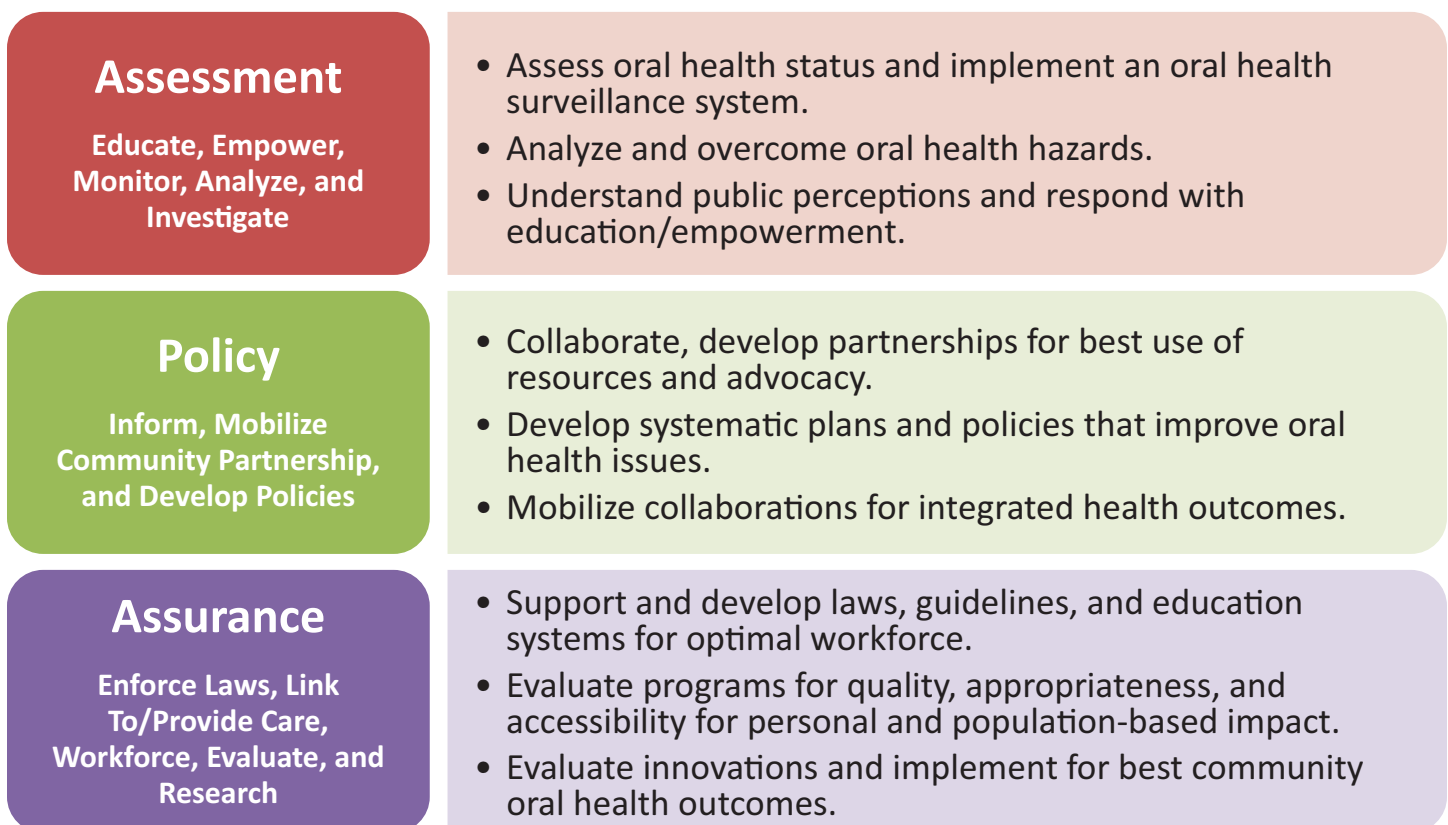 Assessment
Educate, Empower,
Monitor, Analyze, and
Investigate
• Assess oral health status and implement an oral health
surveillance system.
• Analyze and overcome oral health hazards.
• Understand public perceptions and respond with
education/empowerment.
Policy
Inform, Mobilize
Community Partnership,
and Develop Policies
• Collaborate, develop partnerships for best use of
resources and advocacy.
• Develop systematic plans and policies that improve oral
health issues.
• Mobilize collaborations for integrated health outcomes.
Assurance
Enforce Laws, Link
To/Provide Care,
Workforce, Evaluate, and
Research
• Support and develop laws, guidelines, and education
systems for optimal workforce.
• Evaluate programs for quality, appropriateness, and
accessibility for personal and population-based impact.
• Evaluate innovations and implement for best community
oral health outcomes.